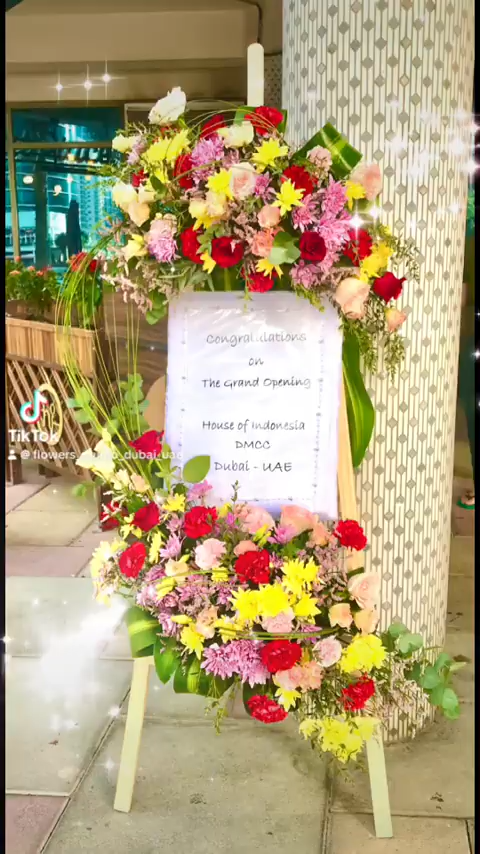 Congratulations
on
The Grand Opening
House of Indonesia
DMCC
Dubai - UAE
TikTok